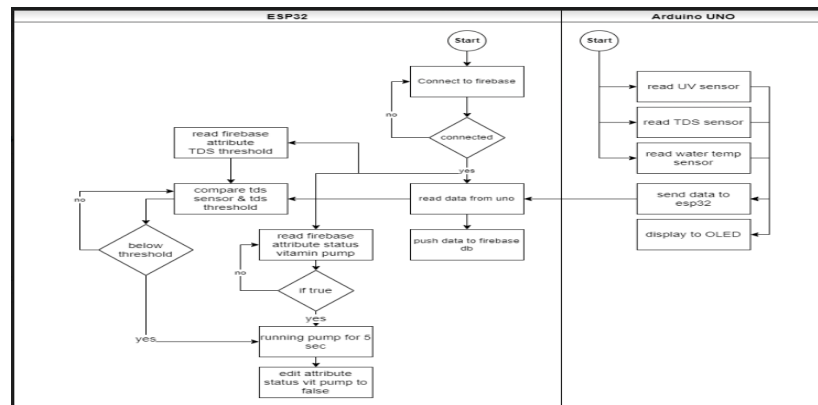 ESP32
Arduino UNO
Start
Start
Connect to firebase
read UV sensor
no
connected
read TDS sensor
read firebase
attribute
TDS threshold
read water temp
sensor
yes
no
compare tds
sensor & tds
threshold
read data from uno
send data to
esp32
below
threshold
read firebase
attribute status
vitamin pump
push data to firebase
db
display to OLED
no
if true
yes
yes
running pump for 5
sec
edit attribute
status vit pump to
false